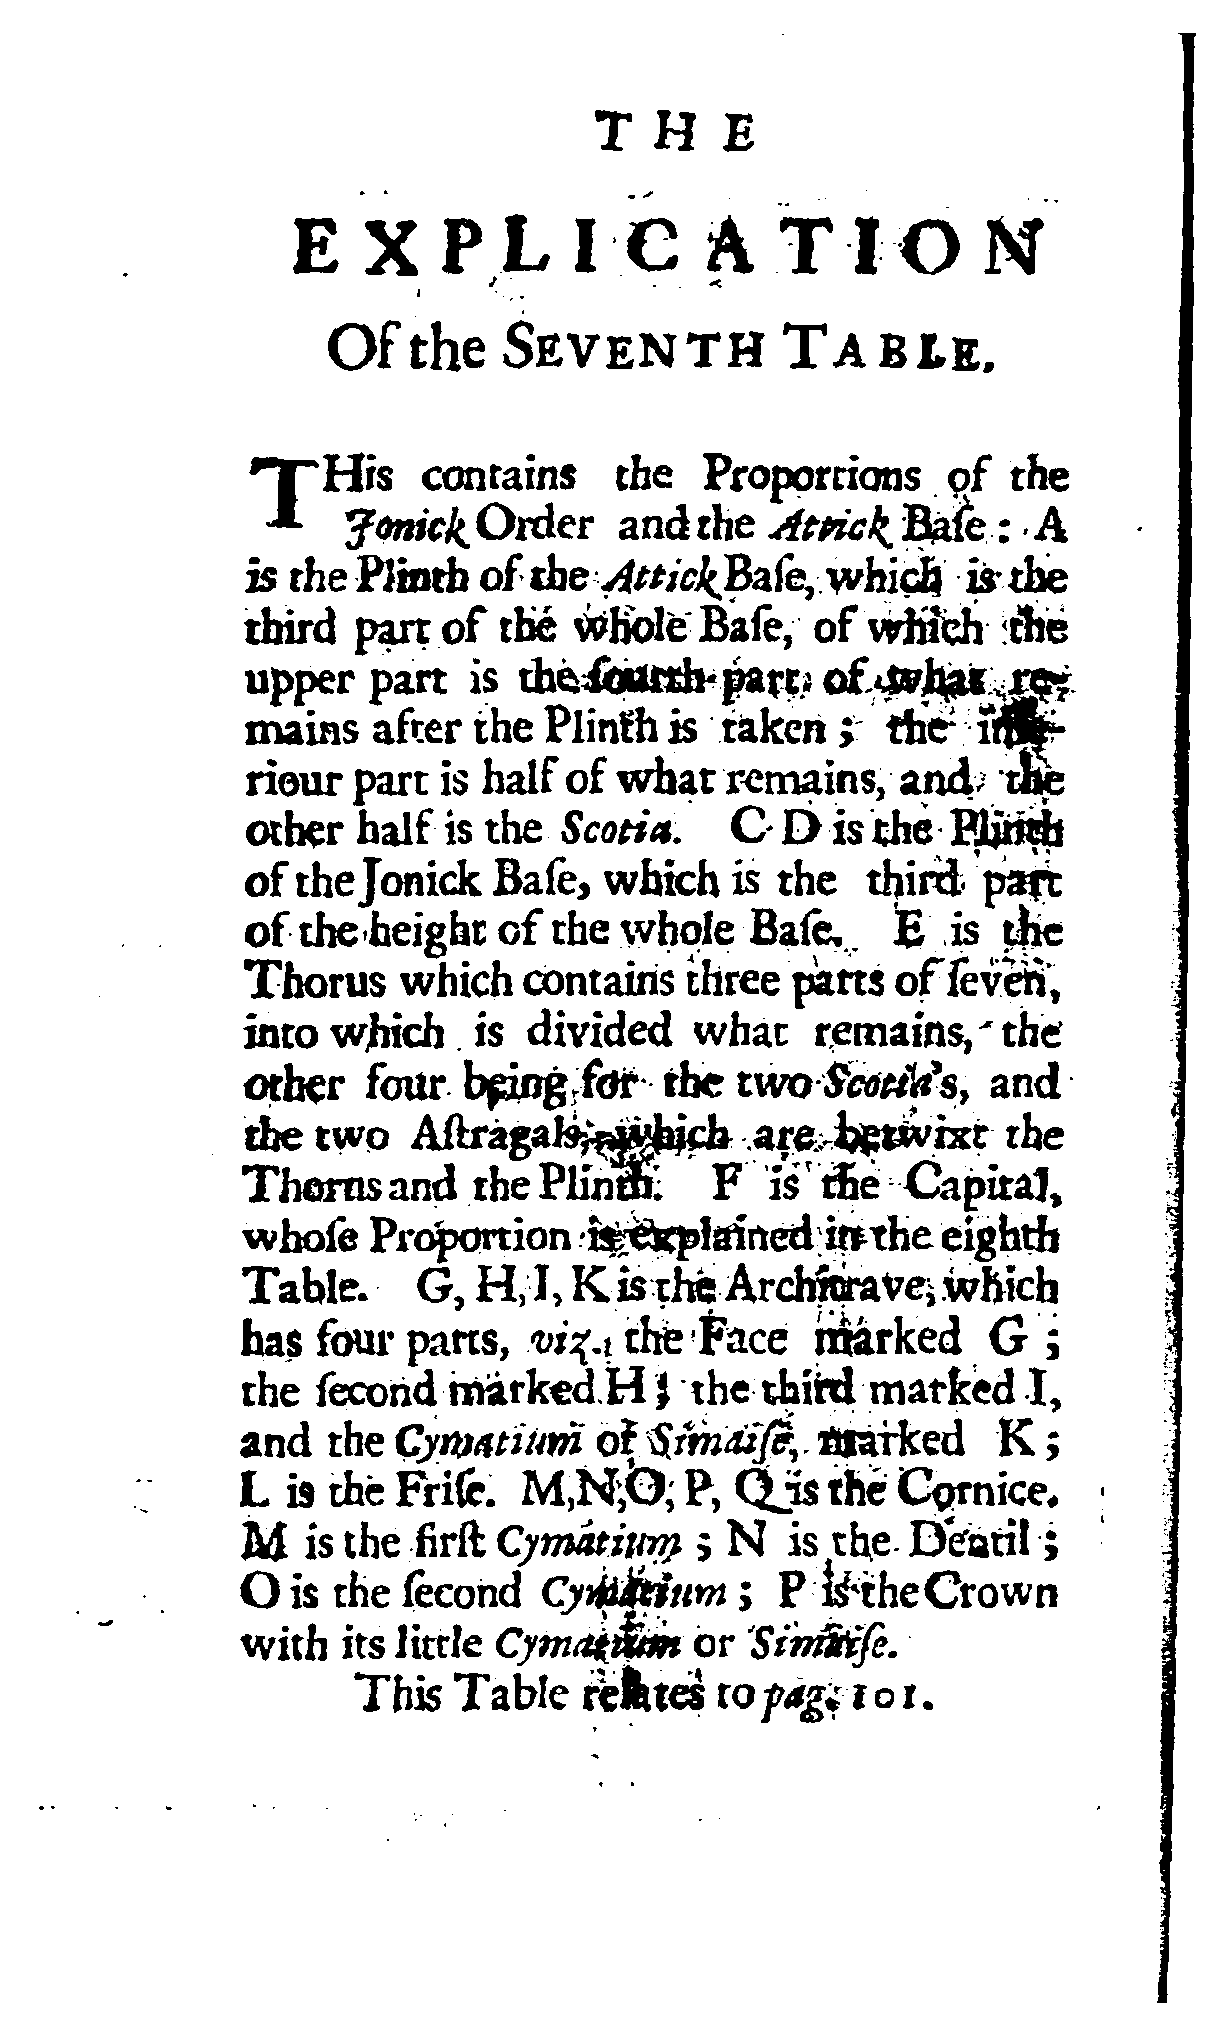 THE
EXPLICATION
Of the SEVENTH TABLE.
THis contains the Proportions of the
Jonick Order and the Attick Baſe: A
is the Plinth of the Attick Baſe, which is the
third part of the whole Baſe, of which the
upper part is the fourth part of what re-
mains after the Plinth is taken; the infe-
riour part is half of what remains, and the
other half is the Scotia. C D is the Plinth
of the Jonick Baſe, which is the third part
of the height of the whole Baſe. E is the
Thorus which contains three parts of ſeven,
into which is divided what remains, the
other four being for the two Scotia's, and
the two Aſtragals, which are betwixt the
Thorus and the Plinth. F is the Capital,
whoſe Proportion is explained in the eighth
Table. G, H, I, K is the Architrave, which
has four parts, viz. the Face marked G;
the ſecond marked H; the third marked I,
and the Cymatium or Simaiſe, marked K;
L is the Friſe. M, N, O, P, Q is the Cornice.
M is the firſt Cymatium; N is the Dentil;
O is the ſecond Cymatium; P is the Crown
with its little Cymatium or Simaiſe.
This Table relates to pag. 101.